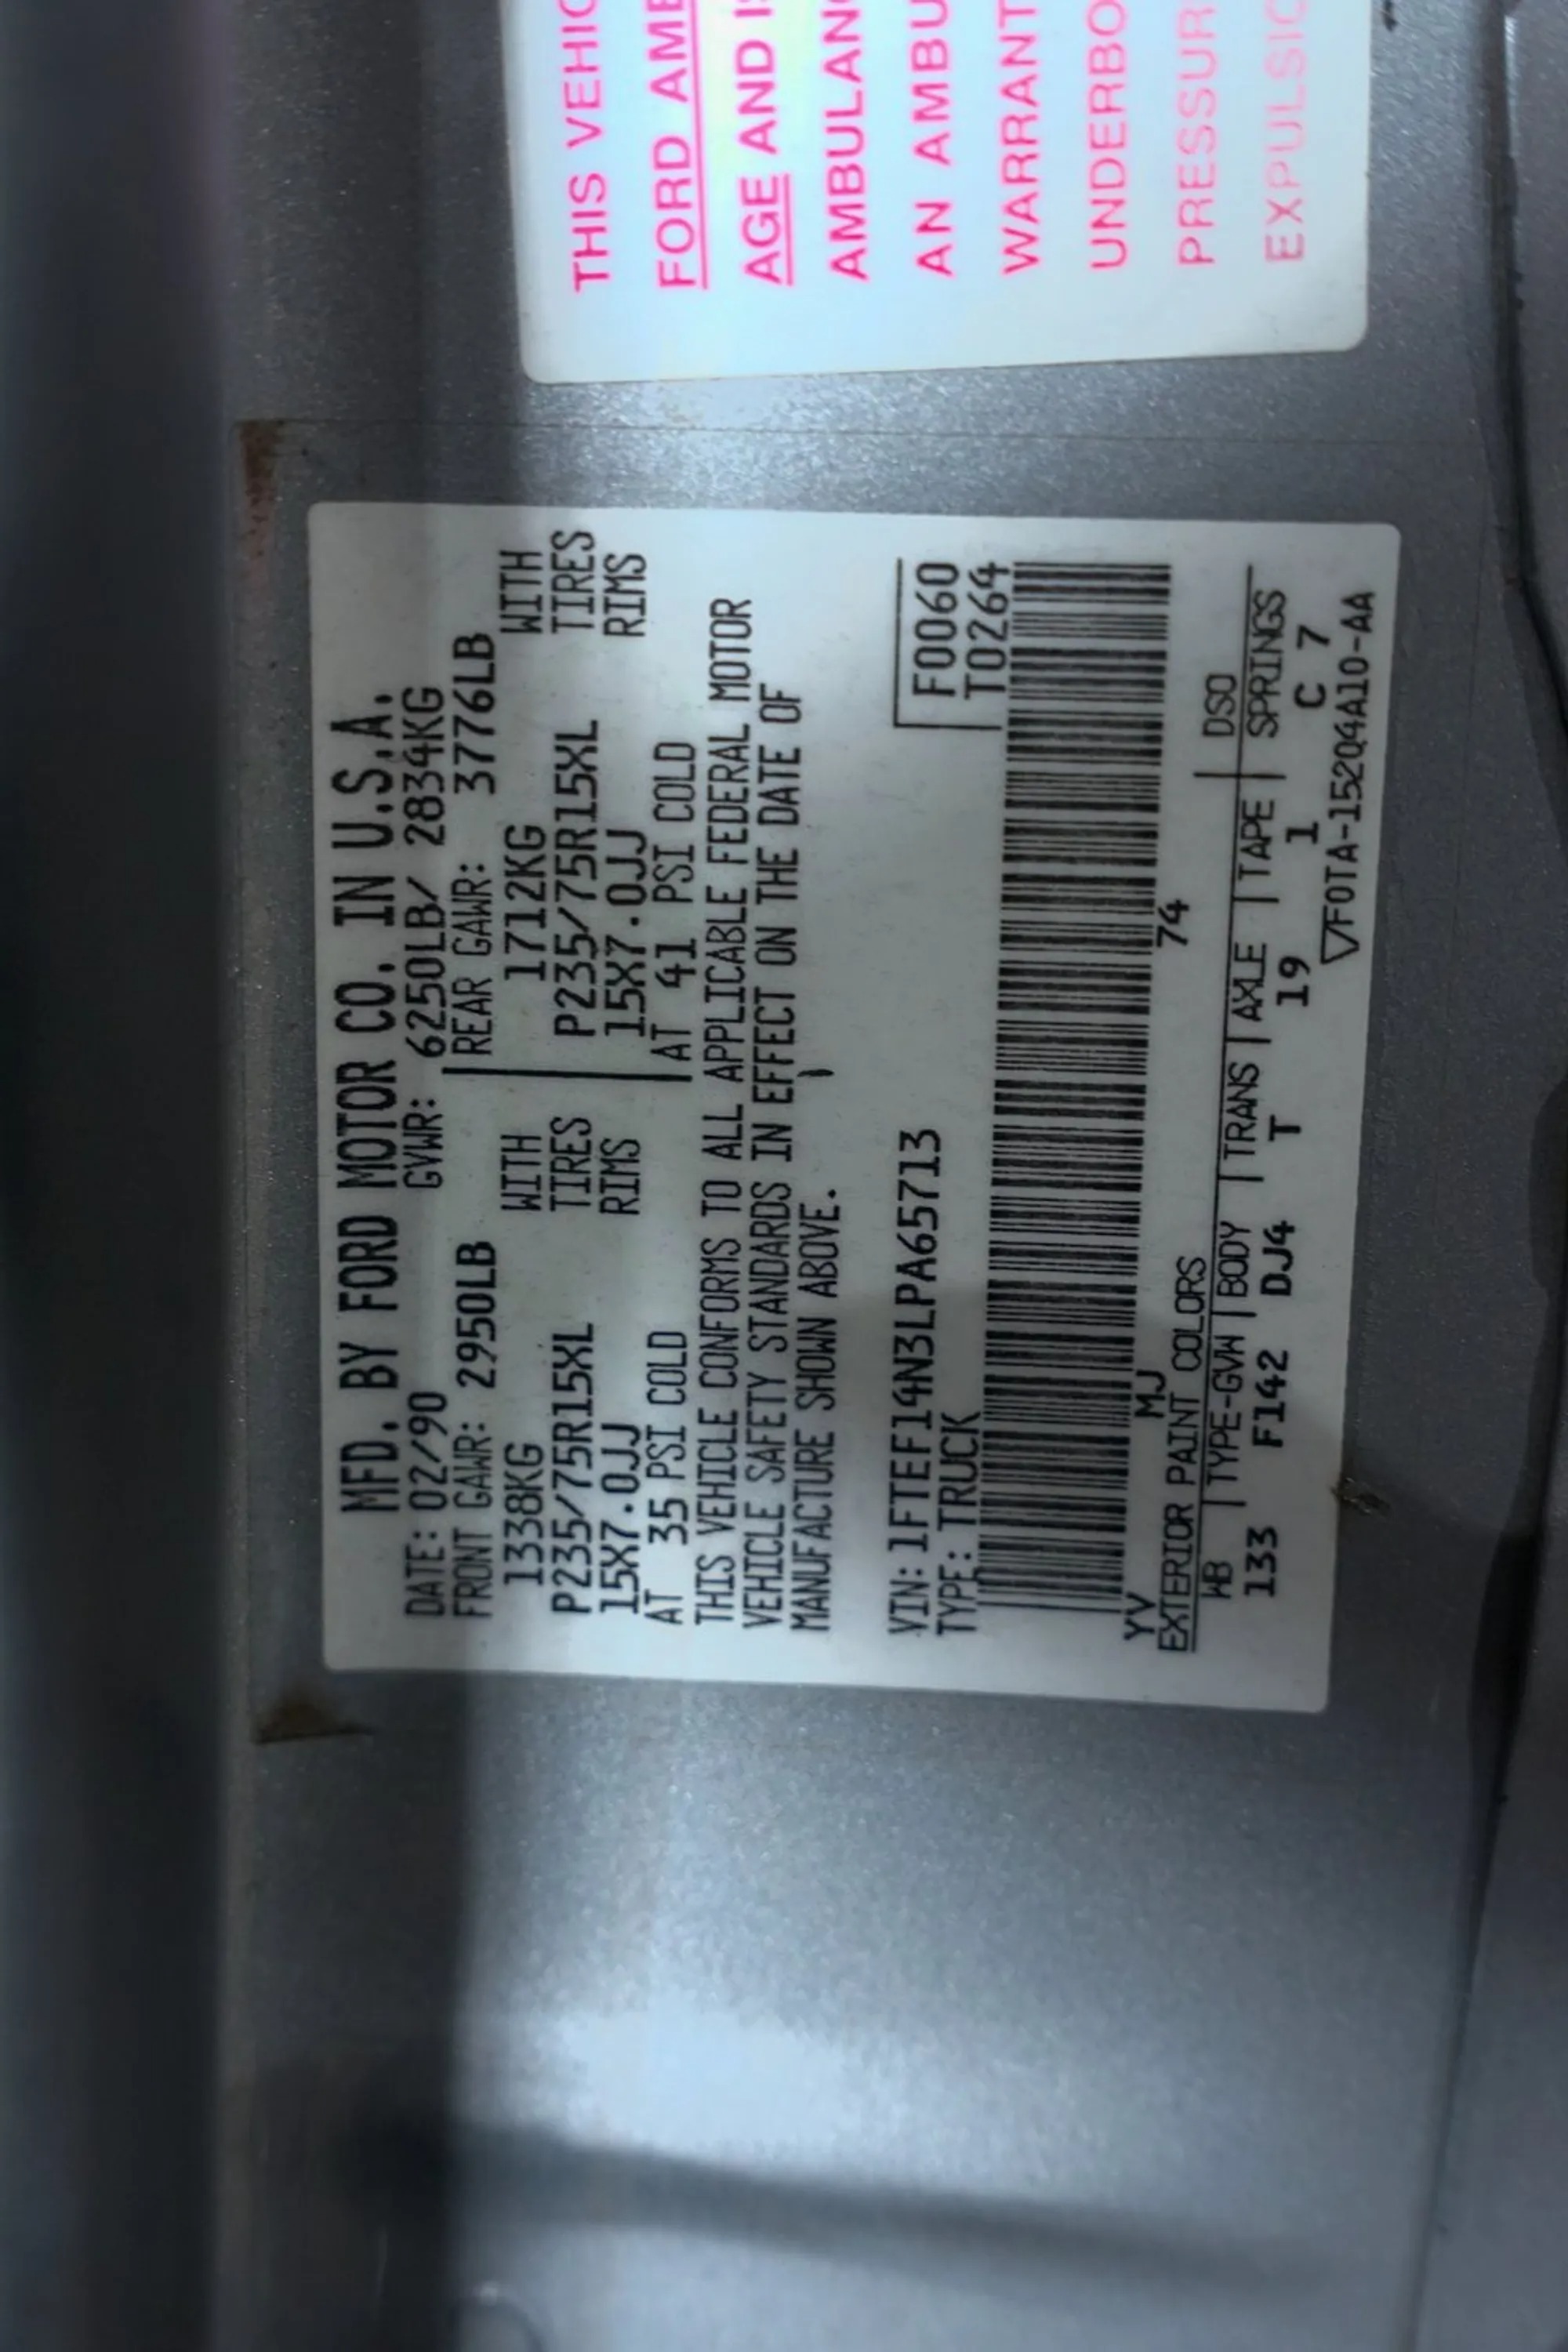 MFD. BY FORD MOTOR CO. IN U.S.A.
DATE: 02/90 GVWR: 6250LB/ 2834KG
FRONT GAWR: 2950LB REAR GAWR: 3776LB
1338KG WITH 1712KG WITH
P235/75R15XL TIRES P235/75R15XL TIRES
15X7.0JJ RIMS 15X7.0JJ RIMS
AT 35 PSI COLD AT 41 PSI COLD
THIS VEHICLE CONFORMS TO ALL APPLICABLE FEDERAL MOTOR
VEHICLE SAFETY STANDARDS IN EFFECT ON THE DATE OF
MANUFACTURE SHOWN ABOVE.
VIN: 1FTEF14N3LPA65713 F0060
TYPE: TRUCK T0264
YV MJ 74
EXTERIOR PAINT COLORS DSO
WB TYPE-GVW BODY TRANS AXLE TAPE SPRINGS
133 F142 DJ4 T 19 1 C 7
F0TA-15204A10-AA
THIS VEHIC
FORD AMB
AGE AND IS
AMBULANC
AN AMBU
WARRANT
UNDERBO
PRESSUR
EXPULSIO